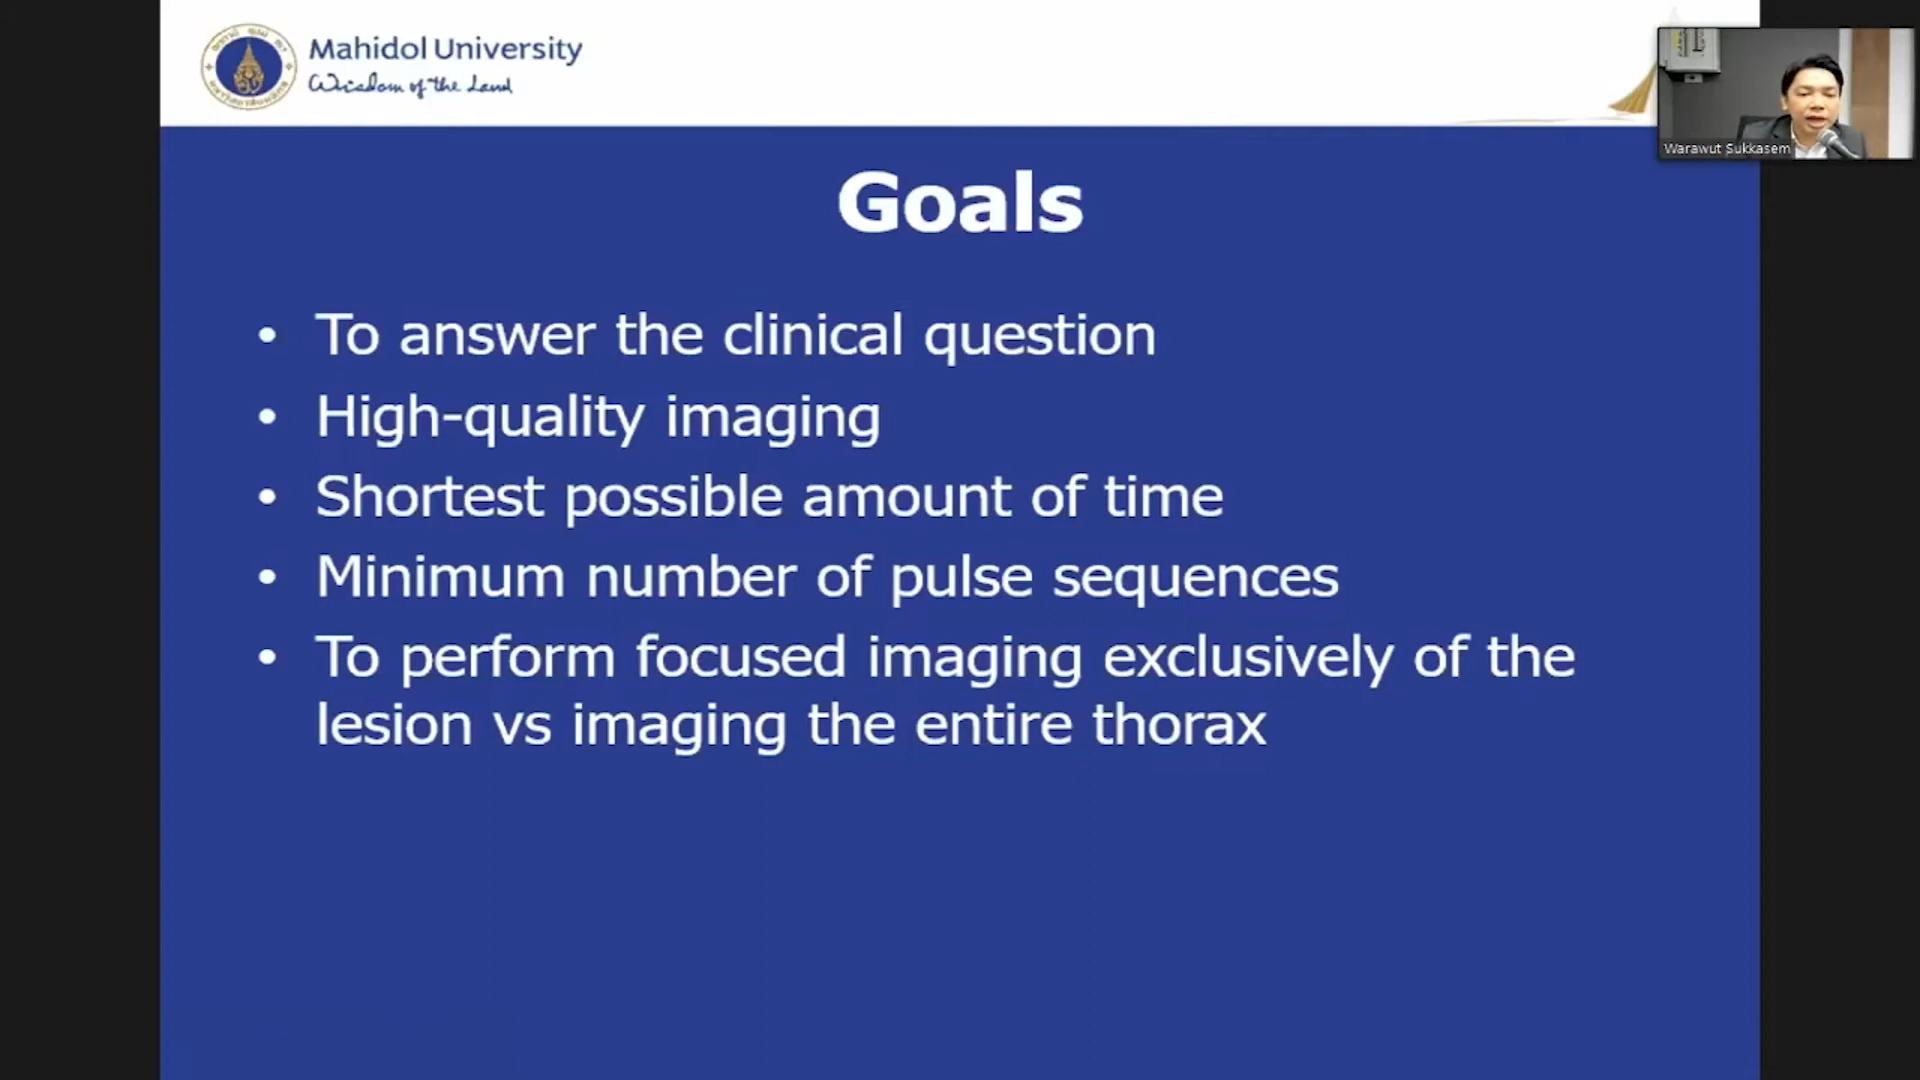 Mahidol University
Wisdom of the Land
Warawut Sukkasem
Goals
• To answer the clinical question
• High-quality imaging
• Shortest possible amount of time
• Minimum number of pulse sequences
• To perform focused imaging exclusively of the
lesion vs imaging the entire thorax